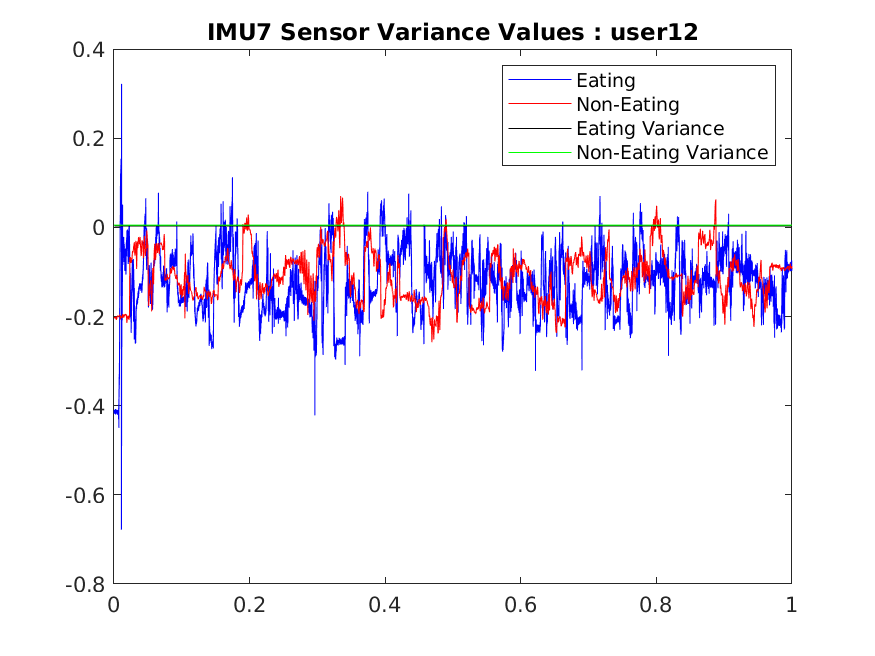 IMU7 Sensor Variance Values : user12
0.4
Eating
Non-Eating
Eating Variance
Non-Eating Variance
0.2
0
-0.2
-0.4
-0.6
-0.8
0 0.2 0.4 0.6 0.8 1